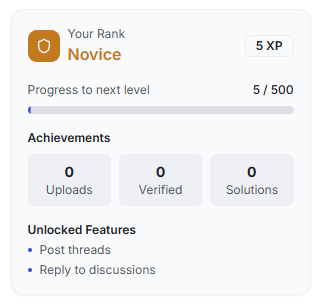 Your Rank
Novice
5 XP
Progress to next level
5 / 500
Achievements
0
Uploads
0
Verified
0
Solutions
Unlocked Features
Post threads
Reply to discussions